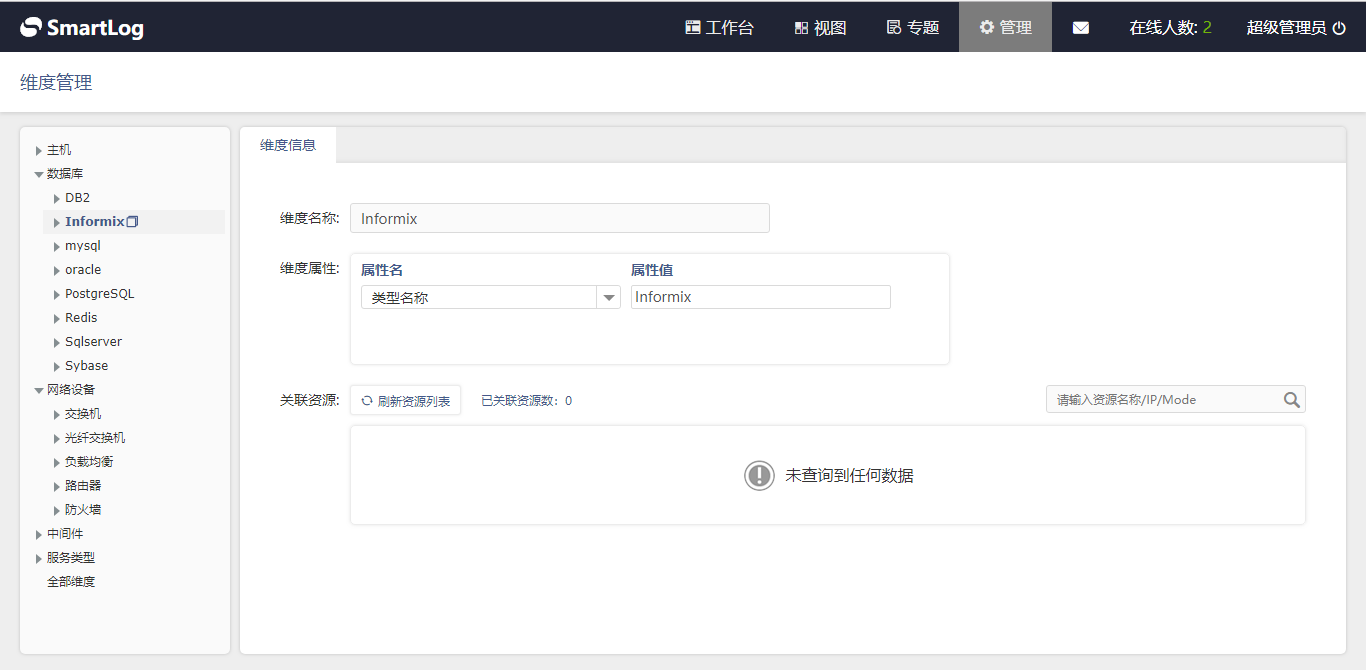 SmartLog 工作台 视图 专题 管理 在线人数: 2 超级管理员
维度管理
主机
数据库
DB2
Informix
mysql
oracle
PostgreSQL
Redis
Sqlserver
Sybase
网络设备
交换机
光纤交换机
负载均衡
路由器
防火墙
中间件
服务类型
全部维度
维度信息
维度名称: Informix
维度属性: 属性名 属性值
类型名称 Informix
关联资源: 刷新资源列表 已关联资源数: 0 请输入资源名称/IP/Mode
未查询到任何数据